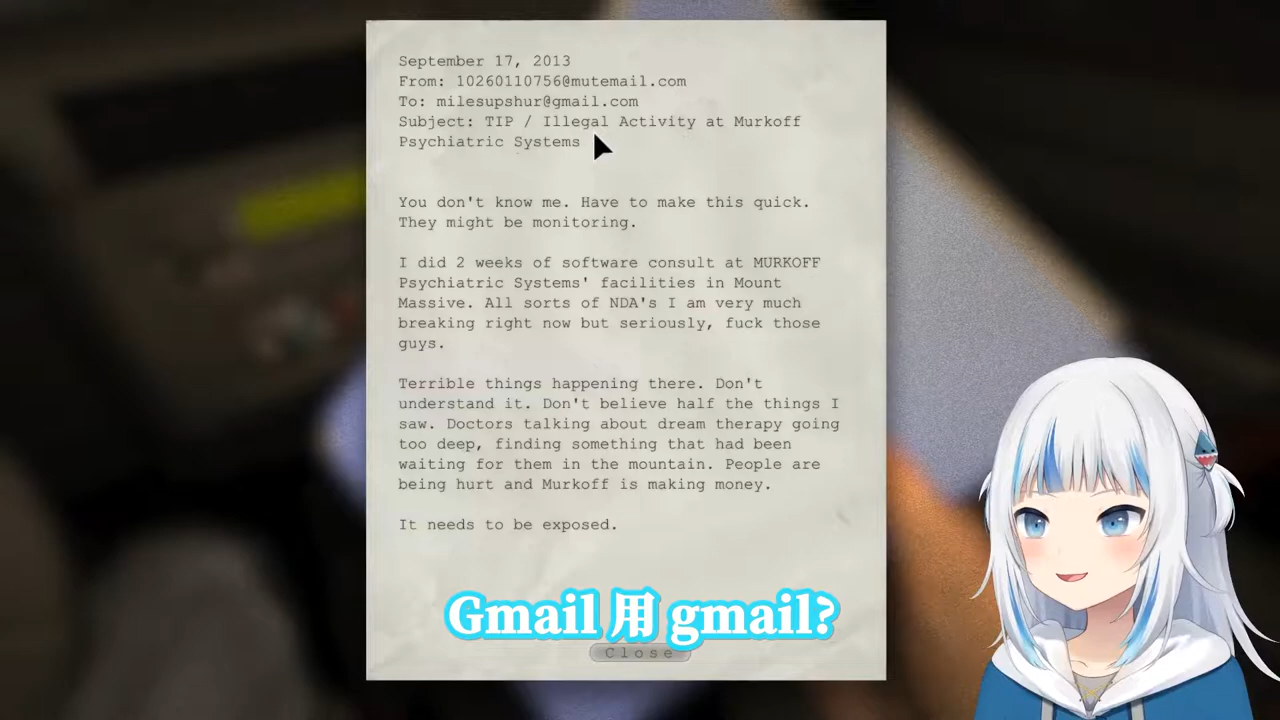 September 17, 2013
From: 10260110756@mutemail.com
To: milesupshur@gmail.com
Subject: TIP / Illegal Activity at Murkoff
Psychiatric Systems
You don't know me. Have to make this quick.
They might be monitoring.
I did 2 weeks of software consult at MURKOFF
Psychiatric Systems' facilities in Mount
Massive. All sorts of NDA's I am very much
breaking right now but seriously, fuck those
guys.
Terrible things happening there. Don't
understand it. Don't believe half the things I
saw. Doctors talking about dream therapy going
too deep, finding something that had been
waiting for them in the mountain. People are
being hurt and Murkoff is making money.
It needs to be exposed.
Gmail 用 gmail?
Close